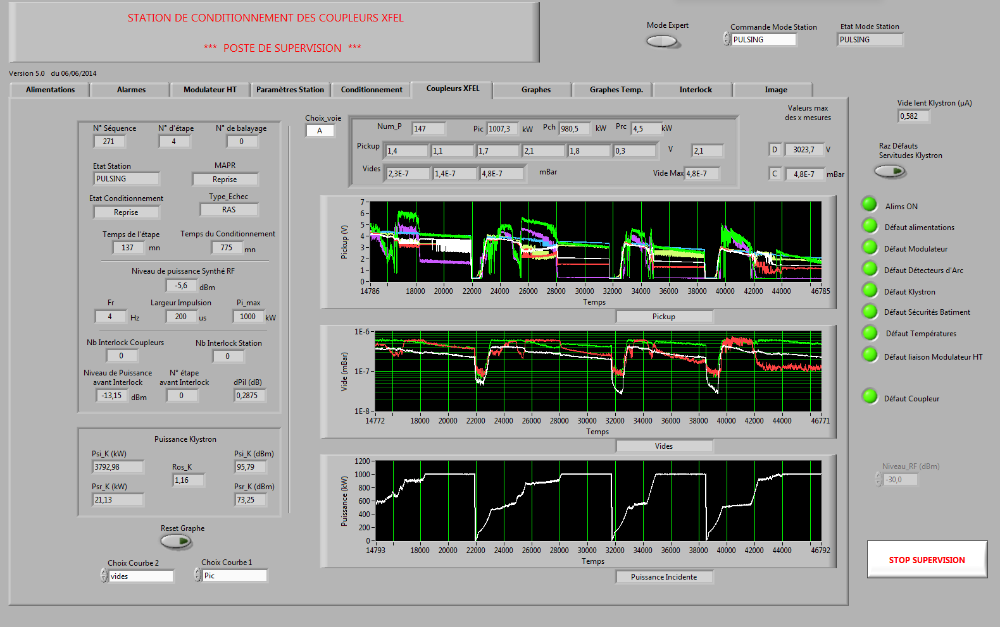 STATION DE CONDITIONNEMENT DES COUPLEURS XFEL
*** POSTE DE SUPERVISION ***
Mode Expert
Commande Mode Station
PULSING
Etat Mode Station
PULSING
Version 5.0 du 06/06/2014
Alimentations Alarmes Modulateur HT Paramètres Station Conditionnement Coupleurs XFEL Graphes Graphes Temp. Interlock Image
N° Séquence N° d'étape N° de balayage
271 4 0
Etat Station MAPR
PULSING Reprise
Etat Conditionnement Type_Echec
Reprise RAS
Temps de l'étape Temps du Conditionnement
137 mn 775 mn
Niveau de puissance Synthé RF
-5,6 dBm
Fr Largeur Impulsion Pi_max
4 Hz 200 us 1000 kW
Nb Interlock Coupleurs Nb Interlock Station
0 0
Niveau de Puissance N° étape
avant Interlock avant Interlock dPil (dB)
-13,15 dBm 0 0,2875
Puissance Klystron
Psi_K (kW) Psi_K (dBm)
3792,98 Ros_K 95,79
1,16
Psr_K (kW) Psr_K (dBm)
21,13 73,25
Reset Graphe
Choix Courbe 2 Choix Courbe 1
vides Pic
Choix_voie
A
Num_P 147 Pic 1007,3 kW Pch 980,5 kW Prc 4,5 kW
Pickup 1,4 1,1 1,7 2,1 1,8 0,3 V 2,1
Vides 2,3E-7 1,4E-7 4,8E-7 mBar Vide Max 4,8E-7
Valeurs max
des x mesures
D 3023,7 V
C 4,8E-7 mBar
Pickup (V)
7
6
5
4
3
2
1
0
14786 18000 20000 22000 24000 26000 28000 30000 32000 34000 36000 38000 40000 42000 44000 46785
Temps
Pickup
Vide (mBar)
1E-6
1E-7
1E-8
14772 18000 20000 22000 24000 26000 28000 30000 32000 34000 36000 38000 40000 42000 44000 46771
Temps
Vides
Puissance (kW)
1200
1000
800
600
400
200
0
14793 18000 20000 22000 24000 26000 28000 30000 32000 34000 36000 38000 40000 42000 44000 46792
Temps
Puissance Incidente
Vide lent Klystron (µA)
0,582
Raz Défauts
Servitudes Klystron
Alims ON
Défaut alimentations
Défaut Modulateur
Défaut Détecteurs d'Arc
Défaut Klystron
Défaut Sécurités Batiment
Défaut Températures
Défaut liaison Modulateur HT
Défaut Coupleur
Niveau_RF (dBm)
-30,0
STOP SUPERVISION